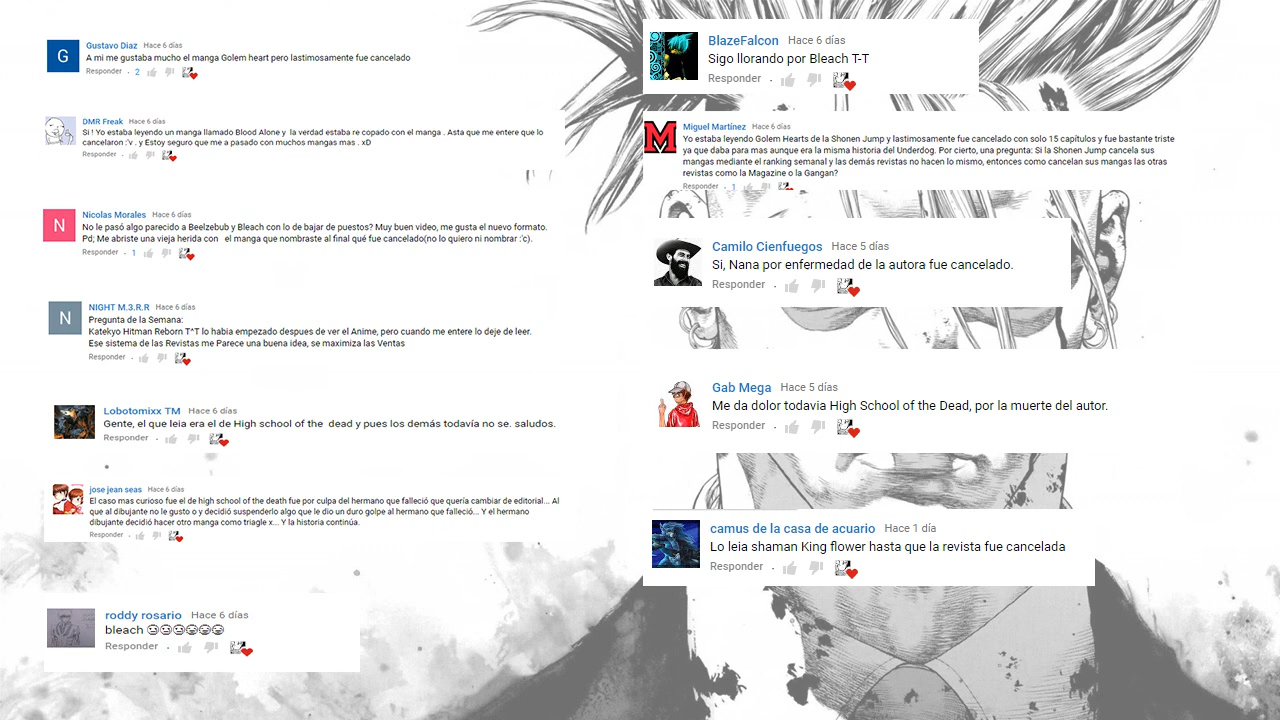 G
Gustavo Diaz Hace 6 días
A mi me gustaba mucho el manga Golem heart pero lastimosamente fue cancelado
Responder · 2
DMR Freak Hace 6 días
Si ! Yo estaba leyendo un manga llamado Blood Alone y la verdad estaba re copado con el manga . Asta que me entere que lo
cancelaron :'v . y Estoy seguro que me a pasado con muchos mangas mas . xD
Responder ·
N
Nicolas Morales Hace 6 días
No le pasó algo parecido a Beelzebub y Bleach con lo de bajar de puestos? Muy buen video, me gusta el nuevo formato.
Pd; Me abriste una vieja herida con el manga que nombraste al final qué fue cancelado(no lo quiero ni nombrar :'c).
Responder · 1
N
NIGHT M.3.R.R Hace 6 días
Pregunta de la Semana:
Katekyo Hitman Reborn T^T lo habia empezado despues de ver el Anime, pero cuando me entere lo deje de leer.
Ese sistema de las Revistas me Parece una buena idea, se maximiza las Ventas
Responder ·
Lobotomixx TM Hace 6 días
Gente, el que leia era el de High school of the dead y pues los demás todavía no se. saludos.
Responder ·
jose jean seas Hace 6 días
El caso mas curioso fue el de high school of the death fue por culpa del hermano que falleció que quería cambiar de editorial... Al
que al dibujante no le gusto o y decidió suspenderlo algo que le dio un duro golpe al hermano que falleció... Y el hermano
dibujante decidió hacer otro manga como triagle x... Y la historia continúa.
Responder ·
roddy rosario Hace 6 días
bleach
Responder ·
BlazeFalcon Hace 6 días
Sigo llorando por Bleach T-T
Responder ·
M
Miguel Martínez Hace 6 días
Yo estaba leyendo Golem Hearts de la Shonen Jump y lastimosamente fue cancelado con solo 15 capítulos y fue bastante triste
ya que daba para mas aunque era la misma historia del Underdog. Por cierto, una pregunta: Si la Shonen Jump cancela sus
mangas mediante el ranking semanal y las demás revistas no hacen lo mismo, entonces como cancelan sus mangas las otras
revistas como la Magazine o la Gangan?
Responder · 1
Camilo Cienfuegos Hace 5 días
Si, Nana por enfermedad de la autora fue cancelado.
Responder ·
Gab Mega Hace 5 días
Me da dolor todavia High School of the Dead, por la muerte del autor.
Responder ·
camus de la casa de acuario Hace 1 día
Lo leia shaman King flower hasta que la revista fue cancelada
Responder ·